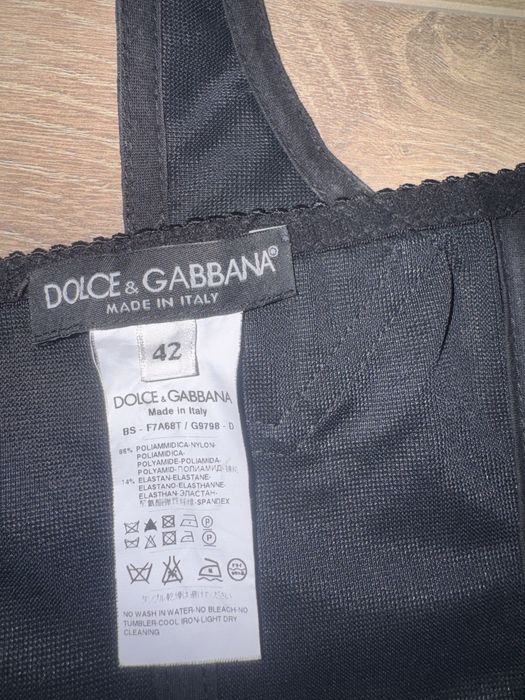 DOLCE & GABBANA®
MADE IN ITALY
42
DOLCE & GABBANA
Made in Italy
BS - F7A68T / G9798 - D
86% POLIAMMIDICA-NYLON-
POLIAMIDICA-
POLYAMIDE-POLIAMIDA-
POLYAMID-ПОЛИАМИД-
14% ELASTAN-ELASTANE-
ELASTANO-ELASTHANNE-
ELASTHAN-ЭЛАСТАН-
-SPANDEX
P
P
NO WASH IN WATER-NO BLEACH-NO
TUMBLER-COOL IRON-LIGHT DRY
CLEANING